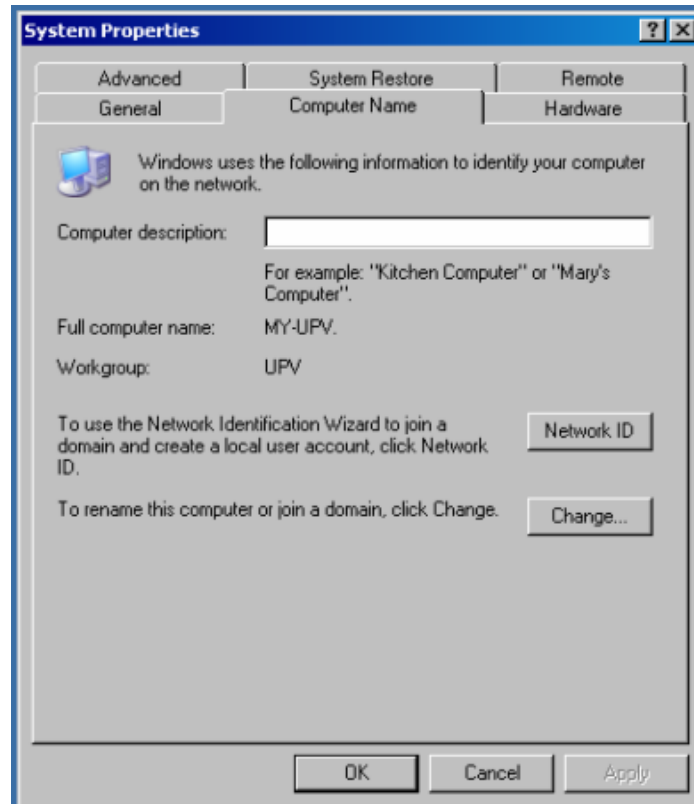 System Properties
Advanced
System Restore
Remote
General
Computer Name
Hardware
Windows uses the following information to identify your computer
on the network.
Computer description:
For example: "Kitchen Computer" or "Mary's
Computer".
Full computer name:
MY-UPV.
Workgroup:
UPV
To use the Network Identification Wizard to join a
domain and create a local user account, click Network
ID.
Network ID
To rename this computer or join a domain, click Change.
Change...
OK
Cancel
Apply